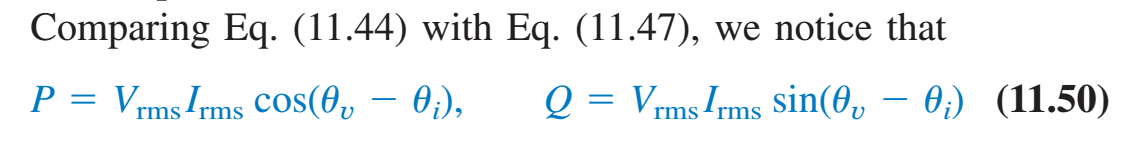 Comparing Eq. (11.44) with Eq. (11.47), we notice that
P = V_rms I_rms cos(θ_v − θ_i), Q = V_rms I_rms sin(θ_v − θ_i) (11.50)